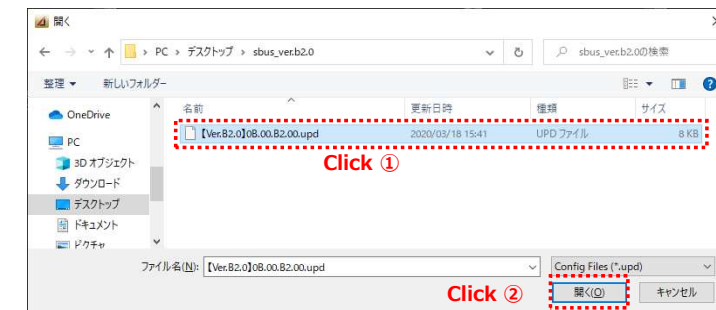 開く
PC › デスクトップ › sbus_ver.b2.0
sbus_ver.b2.0の検索
整理 新しいフォルダー
名前 更新日時 種類 サイズ
OneDrive
【Ver.B2.0】0B.00.B2.00.upd 2020/03/18 15:41 UPD ファイル 8 KB
PC
Click ①
3D オブジェクト
ダウンロード
デスクトップ
ドキュメント
ピクチャ
ファイル名(N): 【Ver.B2.0】0B.00.B2.00.upd Config Files (*.upd)
Click ② 開く(O) キャンセル